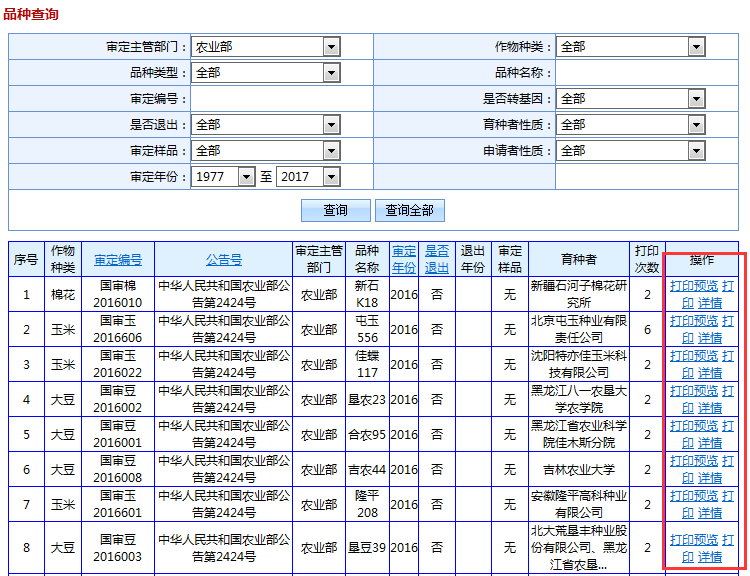 品种查询
审定主管部门： 农业部 作物种类： 全部
品种类型： 全部 品种名称：
审定编号： 是否转基因： 全部
是否退出： 全部 育种者性质： 全部
审定样品： 全部 申请者性质： 全部
审定年份： 1977 至 2017
查询 查询全部
序号 作物种类 审定编号 公告号 审定主管部门 品种名称 审定年份 是否退出 退出年份 审定样品 育种者 打印次数 操作
1 棉花 国审棉2016010 中华人民共和国农业部公告第2424号 农业部 新石K18 2016 否 无 新疆石河子棉花研究所 2 打印预览 打印 详情
2 玉米 国审玉2016606 中华人民共和国农业部公告第2424号 农业部 屯玉556 2016 否 无 北京屯玉种业有限责任公司 6 打印预览 打印 详情
3 玉米 国审玉2016022 中华人民共和国农业部公告第2424号 农业部 佳蝶117 2016 否 无 沈阳特亦佳玉米科技有限公司 2 打印预览 打印 详情
4 大豆 国审豆2016002 中华人民共和国农业部公告第2424号 农业部 垦农23 2016 否 无 黑龙江八一农垦大学农学院 2 打印预览 打印 详情
5 大豆 国审豆2016001 中华人民共和国农业部公告第2424号 农业部 合农95 2016 否 无 黑龙江省农业科学院佳木斯分院 2 打印预览 打印 详情
6 大豆 国审豆2016008 中华人民共和国农业部公告第2424号 农业部 吉农44 2016 否 无 吉林农业大学 2 打印预览 打印 详情
7 玉米 国审玉2016601 中华人民共和国农业部公告第2424号 农业部 隆平208 2016 否 无 安徽隆平高科种业有限公司 2 打印预览 打印 详情
8 大豆 国审豆2016003 中华人民共和国农业部公告第2424号 农业部 垦豆39 2016 否 无 北大荒垦丰种业股份有限公司、黑龙江省农垦... 2 打印预览 打印 详情